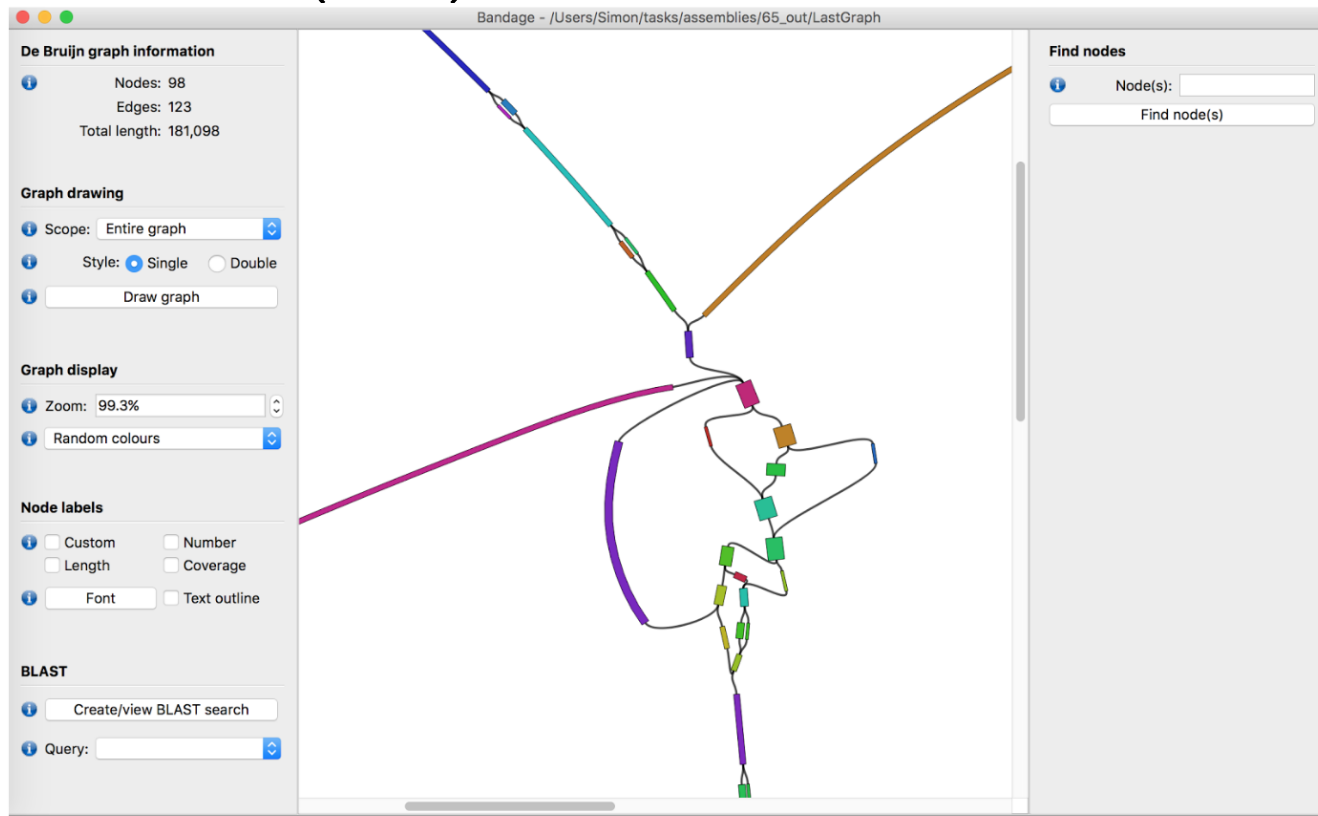 Bandage - /Users/Simon/tasks/assemblies/65_out/LastGraph
De Bruijn graph information
Nodes: 98
Edges: 123
Total length: 181,098
Graph drawing
Scope: Entire graph
Style: Single Double
Draw graph
Graph display
Zoom: 99.3%
Random colours
Node labels
Custom Number
Length Coverage
Font Text outline
BLAST
Create/view BLAST search
Query:
Find nodes
Node(s):
Find node(s)